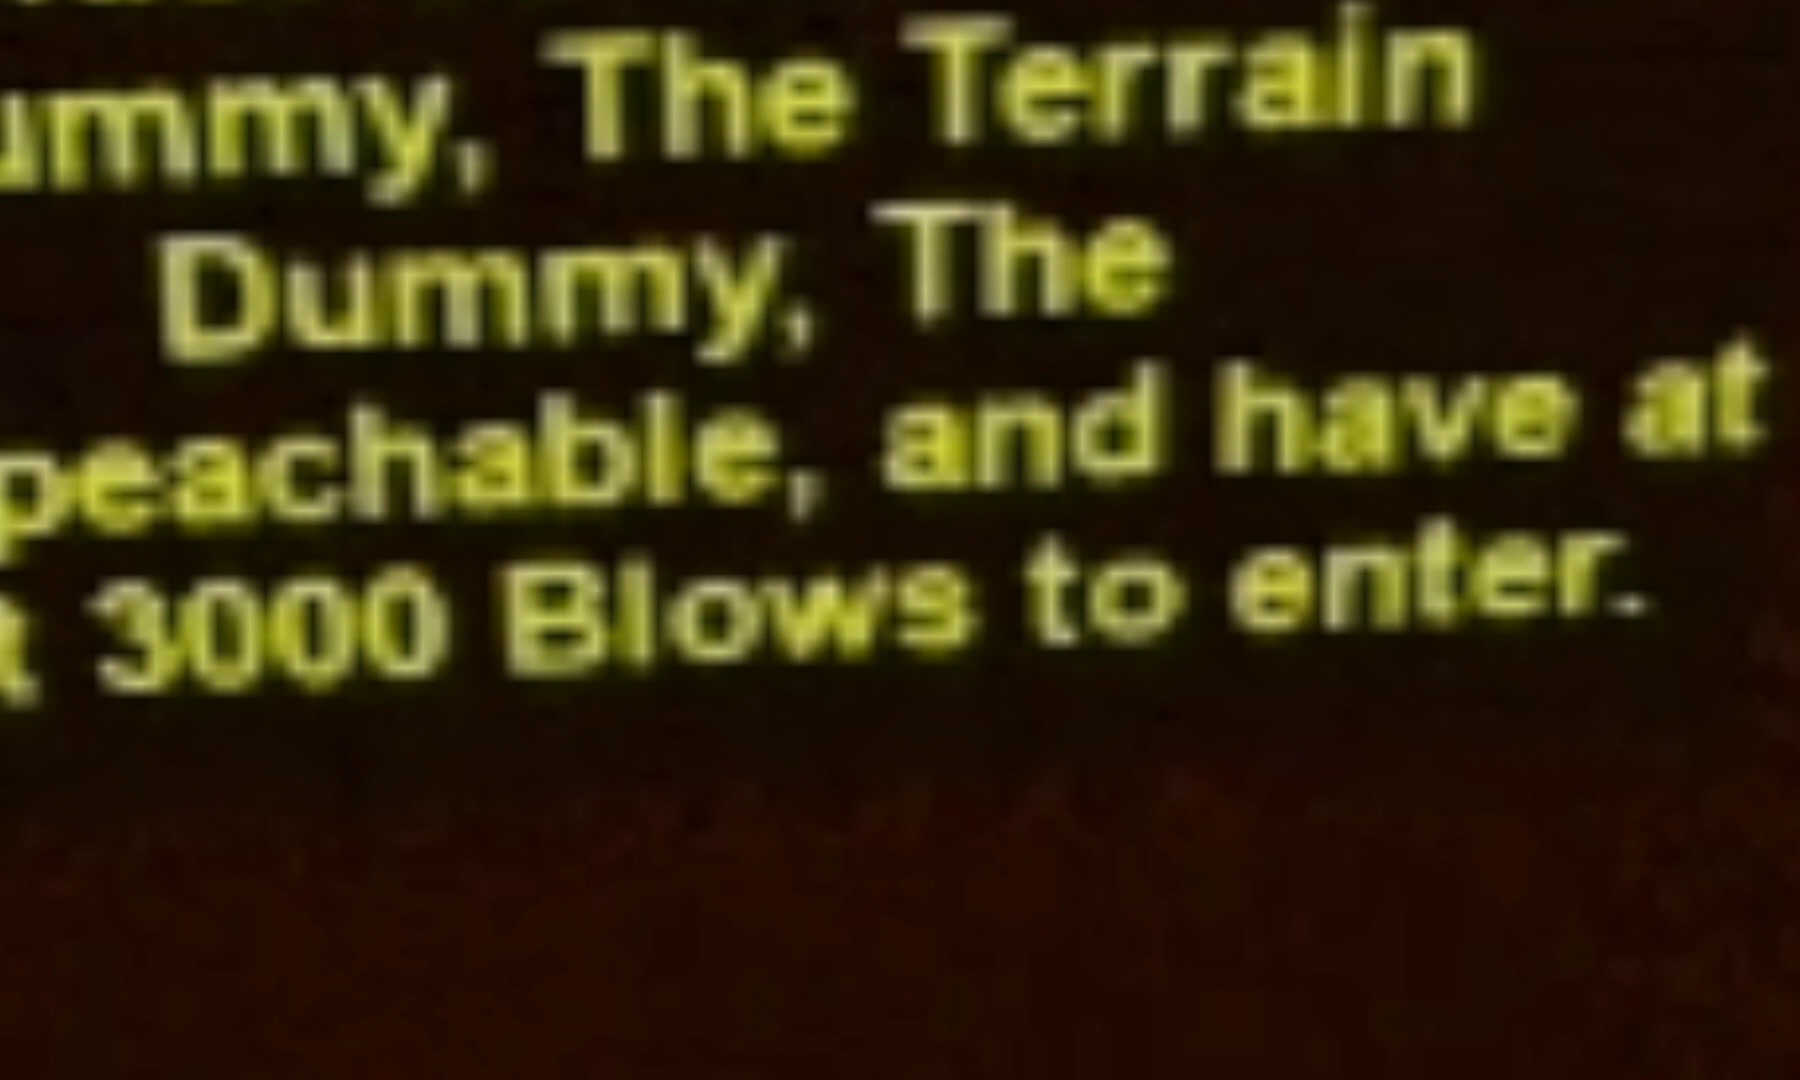 ummy, The Terrain
Dummy, The
peachable, and have at
t 3000 Blows to enter.